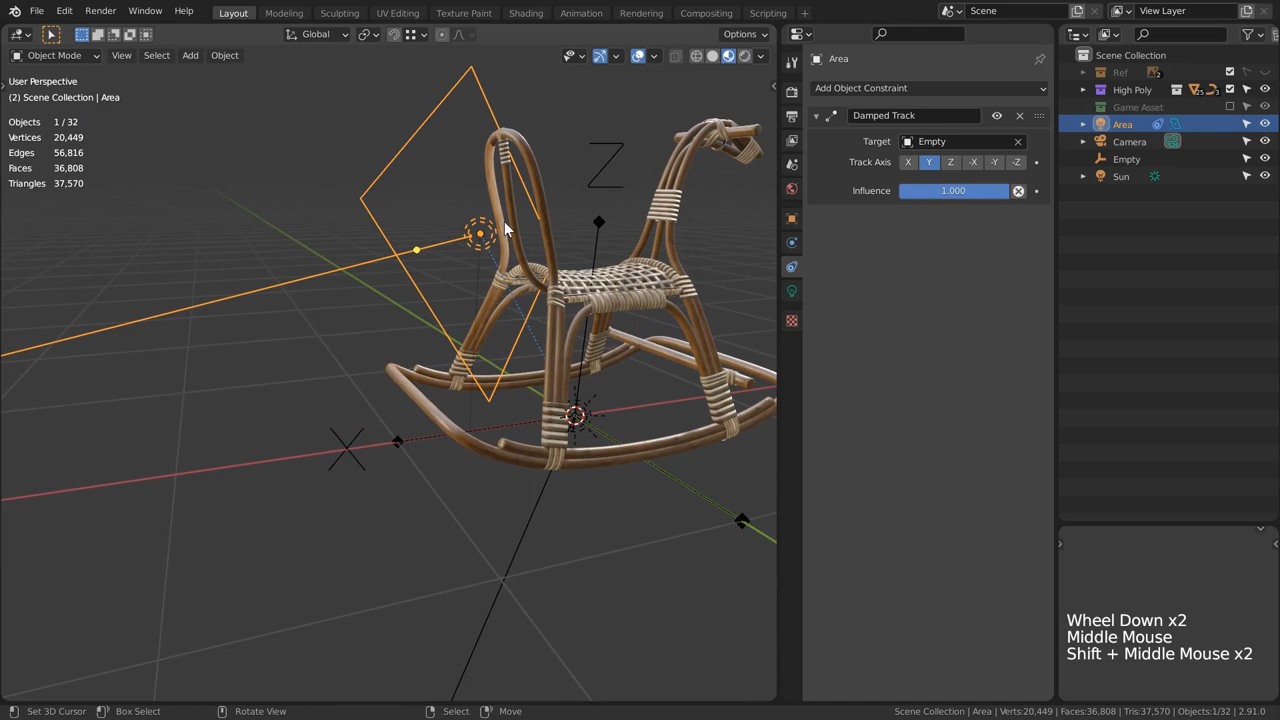 File Edit Render Window Help Layout Modeling Sculpting UV Editing Texture Paint Shading Animation Rendering Compositing Scripting + Scene View Layer
Global Options
Object Mode View Select Add Object
User Perspective
(2) Scene Collection | Area
Objects 1 / 32
Vertices 20,449
Edges 56,816
Faces 36,808
Triangles 37,570
Z
X
Area
Add Object Constraint
Damped Track
Target Empty
Track Axis X Y Z -X -Y -Z
Influence 1.000
Scene Collection
Ref 2
High Poly 25 3
Game Asset
Area
Camera
Empty
Sun
Wheel Down x2
Middle Mouse
Shift + Middle Mouse x2
Set 3D Cursor Box Select Rotate View Select Move Scene Collection | Area | Verts:20,449 | Faces:36,808 | Tris:37,570 | Objects:1/32 | 2.91.0